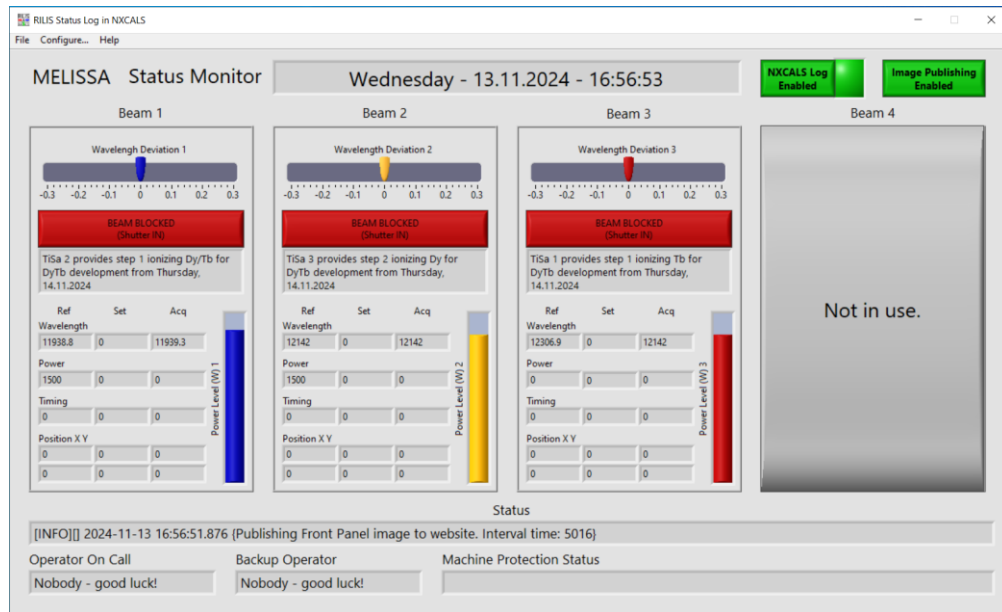 RILIS Status Log in NXCALS
File Configure... Help
MELISSA Status Monitor
Wednesday - 13.11.2024 - 16:56:53
NXCALS Log
Enabled
Image Publishing
Enabled
Beam 1
Wavelengh Deviation 1
-0.3 -0.2 -0.1 0 0.1 0.2 0.3
BEAM BLOCKED
(Shutter IN)
TiSa 2 provides step 1 ionizing Dy/Tb for
DyTb development from Thursday,
14.11.2024
Ref Set Acq
Wavelength
11938.8 0 11939.3
Power
1500 0 0
Timing
0 0 0
Position X Y
0 0 0
0 0 0
Power Level (W) 1
Beam 2
Wavelength Deviation 2
-0.3 -0.2 -0.1 0 0.1 0.2 0.3
BEAM BLOCKED
(Shutter IN)
TiSa 3 provides step 2 ionizing Dy for
DyTb development from Thursday,
14.11.2024
Ref Set Acq
Wavelength
12142 0 12142
Power
1500 0 0
Timing
0 0 0
Position X Y
0 0 0
0 0 0
Power Level (W) 2
Beam 3
Wavelength Deviation 3
-0.3 -0.2 -0.1 0 0.1 0.2 0.3
BEAM BLOCKED
(Shutter IN)
TiSa 1 provides step 1 ionizing Tb for
DyTb development from Thursday,
14.11.2024
Ref Set Acq
Wavelength
12306.9 0 12142
Power
0 0 0
Timing
0 0 0
Position X Y
0 0 0
0 0 0
Power Level (W) 3
Beam 4
Not in use.
Status
[INFO][] 2024-11-13 16:56:51.876 {Publishing Front Panel image to website. Interval time: 5016}
Operator On Call
Nobody - good luck!
Backup Operator
Nobody - good luck!
Machine Protection Status